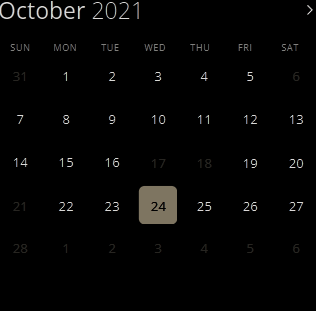 October 2021
SUN MON TUE WED THU FRI SAT
31 1 2 3 4 5 6
7 8 9 10 11 12 13
14 15 16 17 18 19 20
21 22 23 24 25 26 27
28 1 2 3 4 5 6